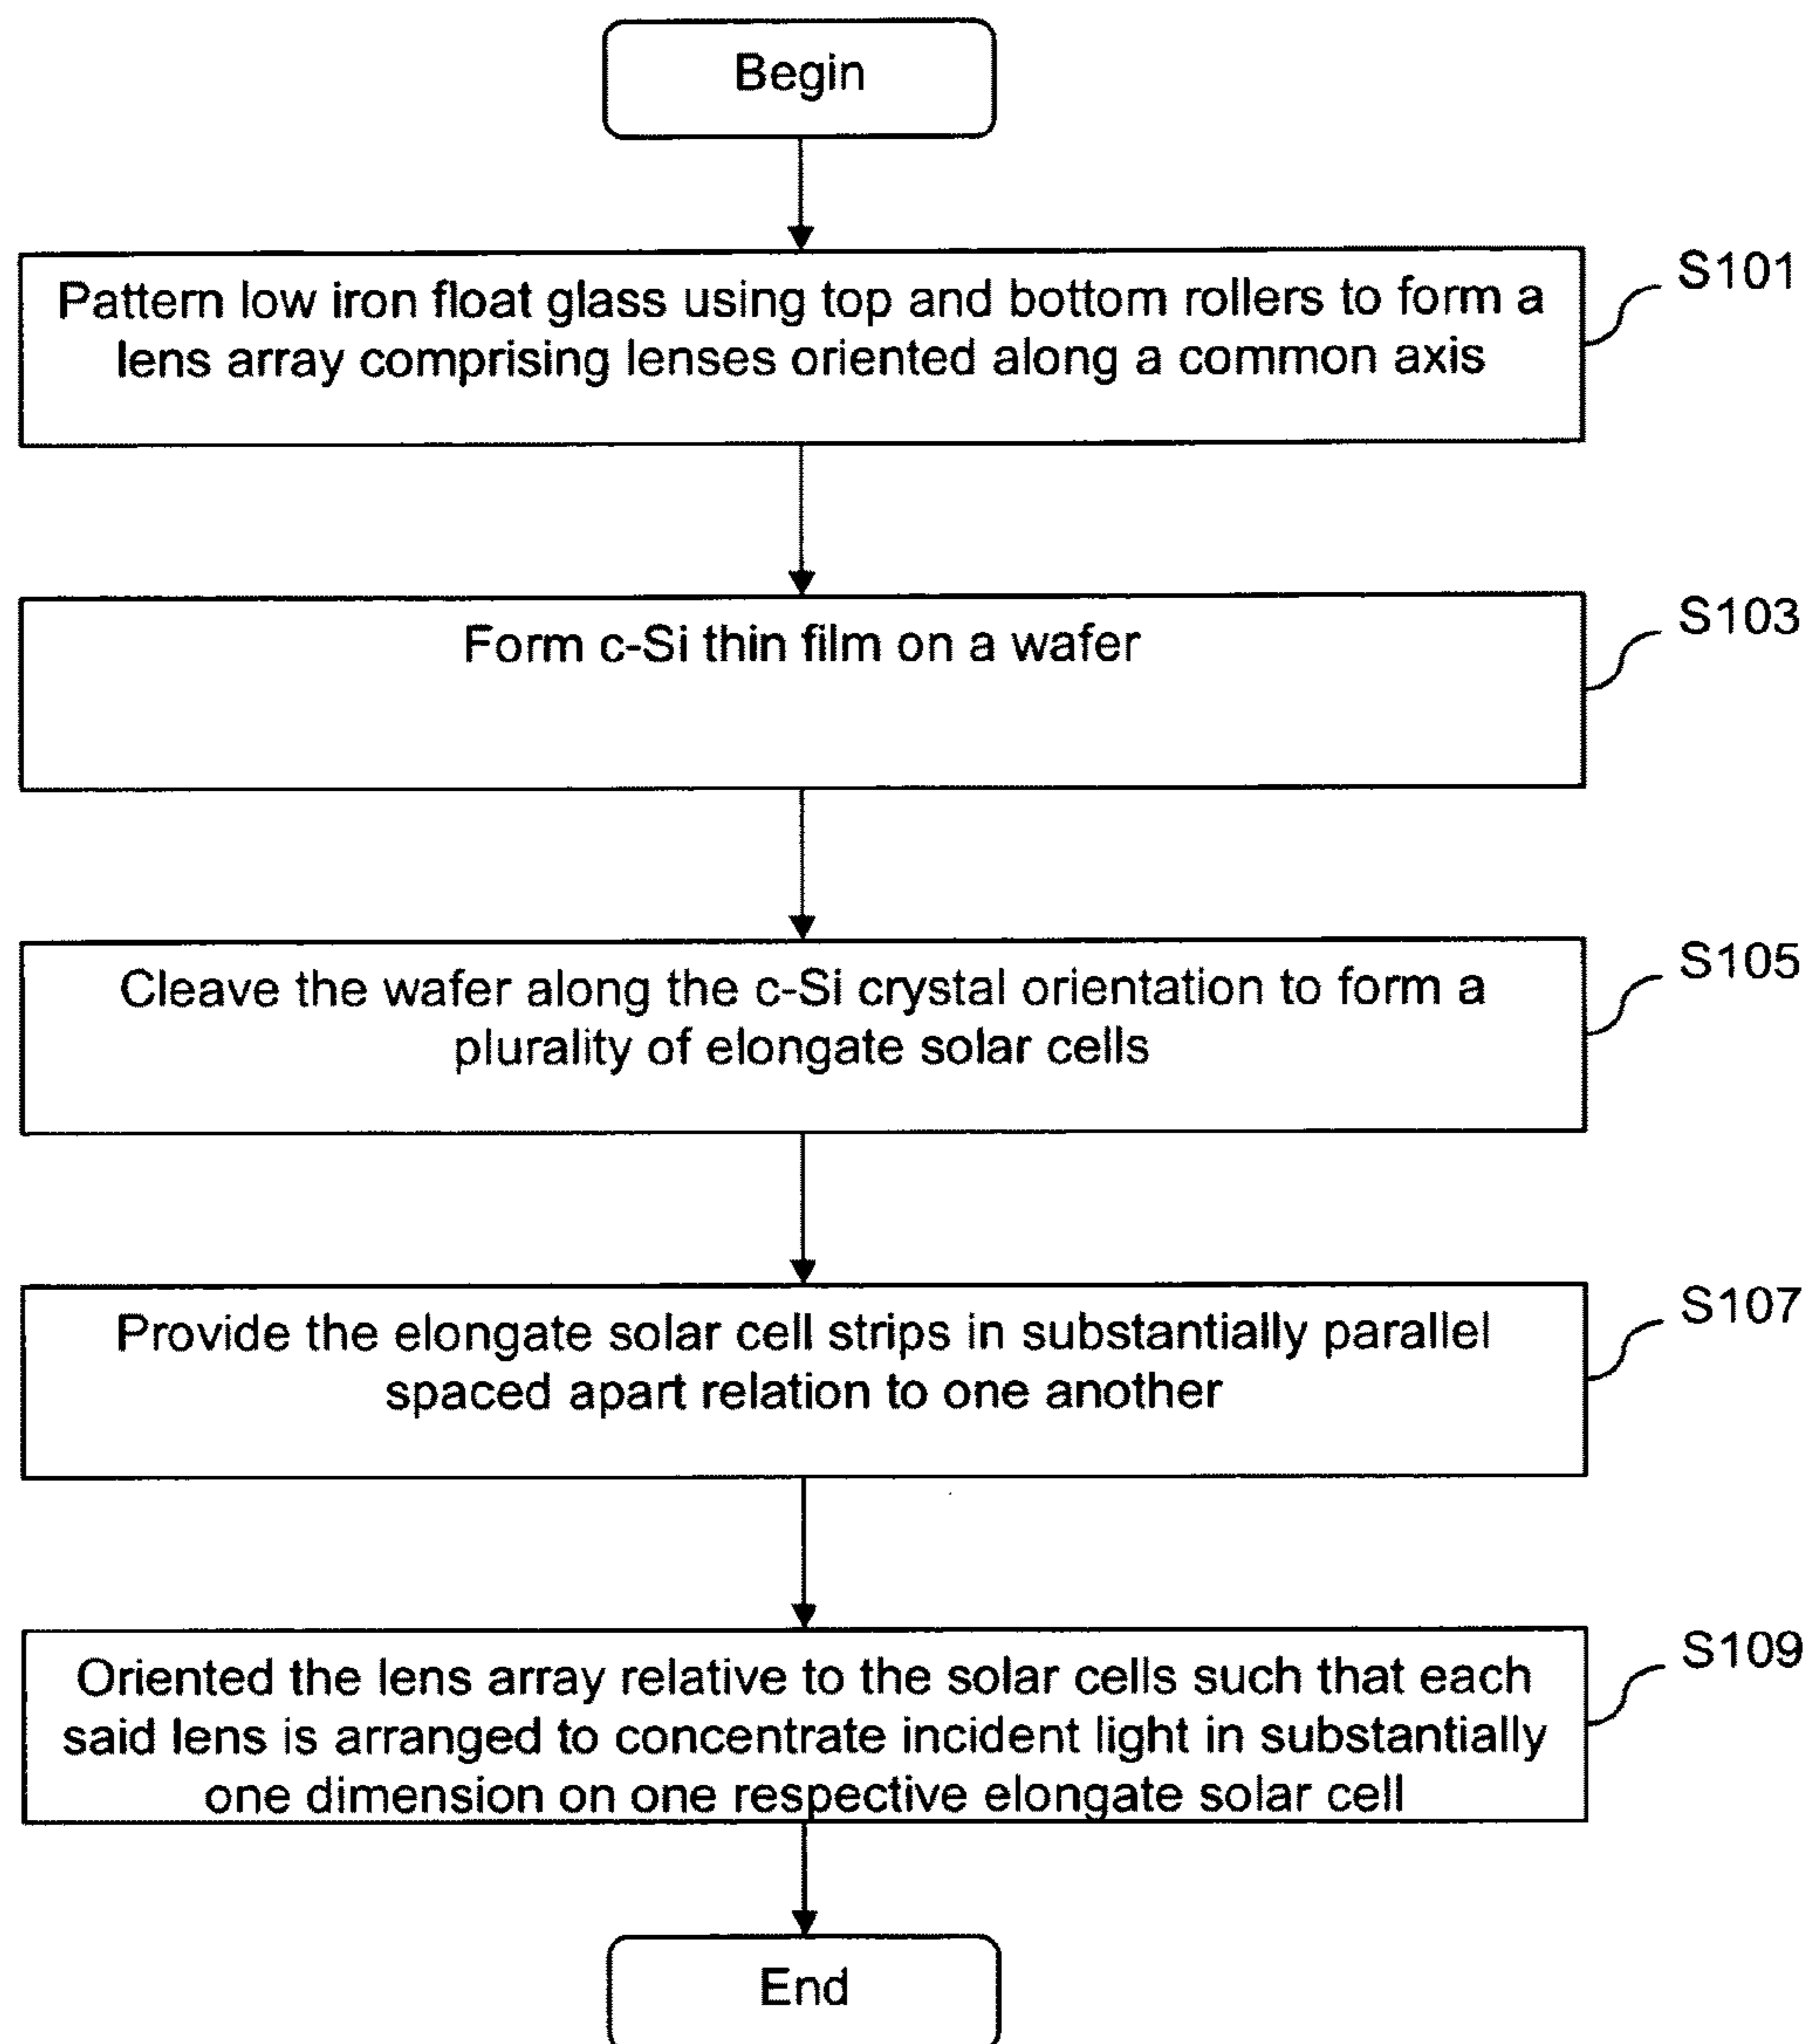 Begin
Pattern low iron float glass using top and bottom rollers to form a
lens array comprising lenses oriented along a common axis
S101
Form c-Si thin film on a wafer
S103
Cleave the wafer along the c-Si crystal orientation to form a
plurality of elongate solar cells
S105
Provide the elongate solar cell strips in substantially parallel
spaced apart relation to one another
S107
Oriented the lens array relative to the solar cells such that each
said lens is arranged to concentrate incident light in substantially
one dimension on one respective elongate solar cell
S109
End